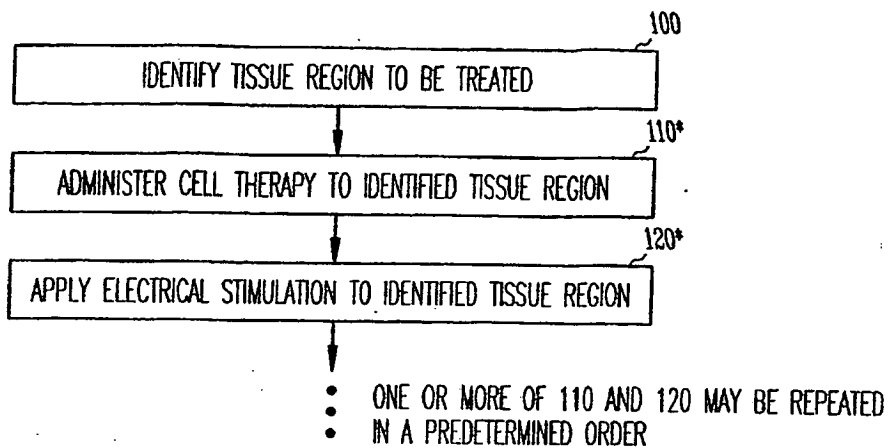 100
IDENTIFY TISSUE REGION TO BE TREATED
110*
ADMINISTER CELL THERAPY TO IDENTIFIED TISSUE REGION
120*
APPLY ELECTRICAL STIMULATION TO IDENTIFIED TISSUE REGION
ONE OR MORE OF 110 AND 120 MAY BE REPEATED
IN A PREDETERMINED ORDER